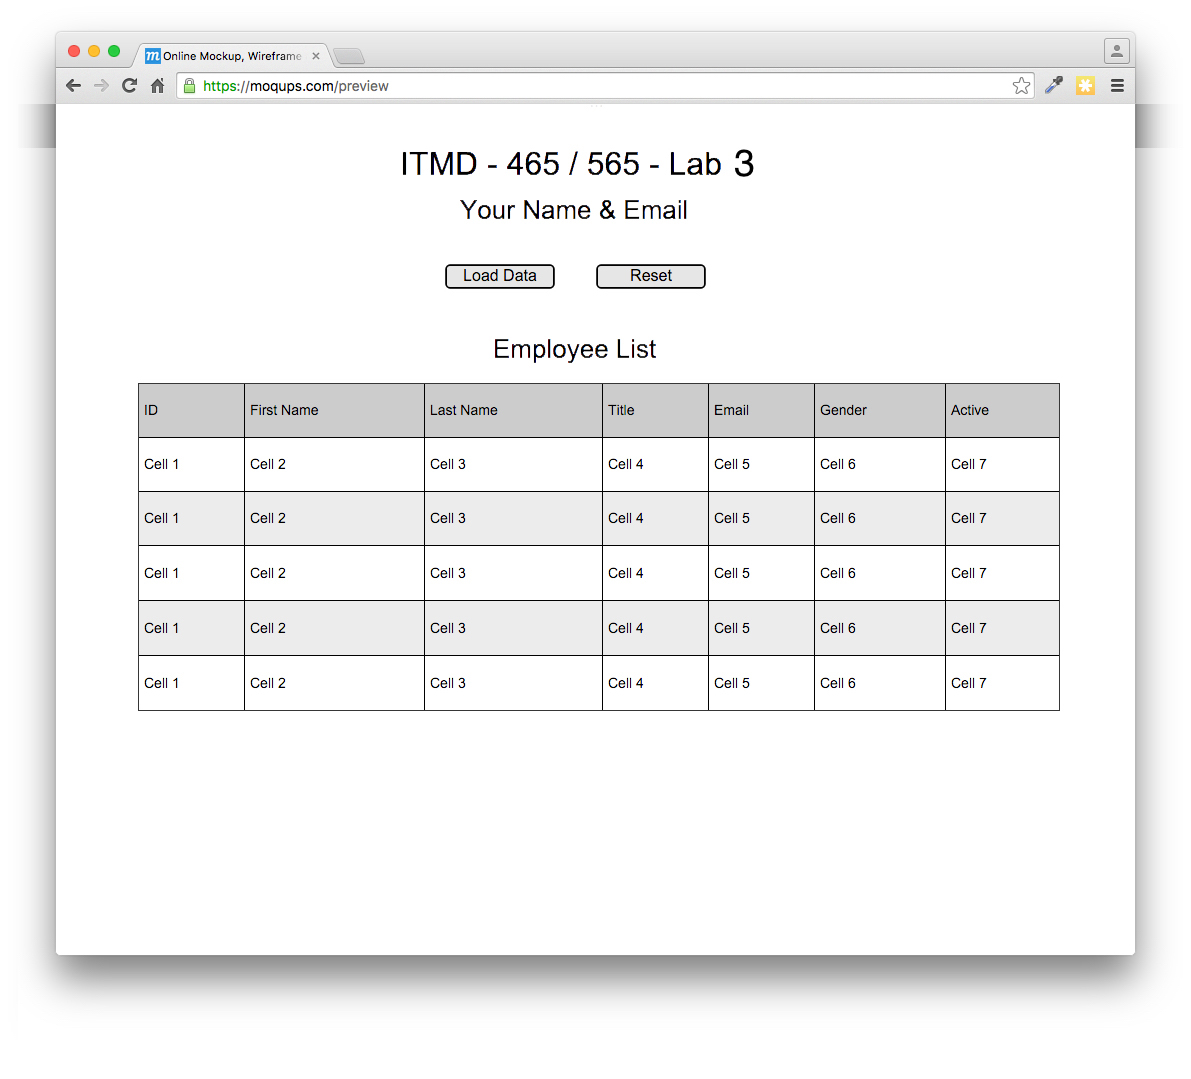 m Online Mockup, Wireframe
https://moqups.com/preview
ITMD - 465 / 565 - Lab 3
Your Name & Email
Load Data Reset
Employee List
ID First Name Last Name Title Email Gender Active
Cell 1 Cell 2 Cell 3 Cell 4 Cell 5 Cell 6 Cell 7
Cell 1 Cell 2 Cell 3 Cell 4 Cell 5 Cell 6 Cell 7
Cell 1 Cell 2 Cell 3 Cell 4 Cell 5 Cell 6 Cell 7
Cell 1 Cell 2 Cell 3 Cell 4 Cell 5 Cell 6 Cell 7
Cell 1 Cell 2 Cell 3 Cell 4 Cell 5 Cell 6 Cell 7